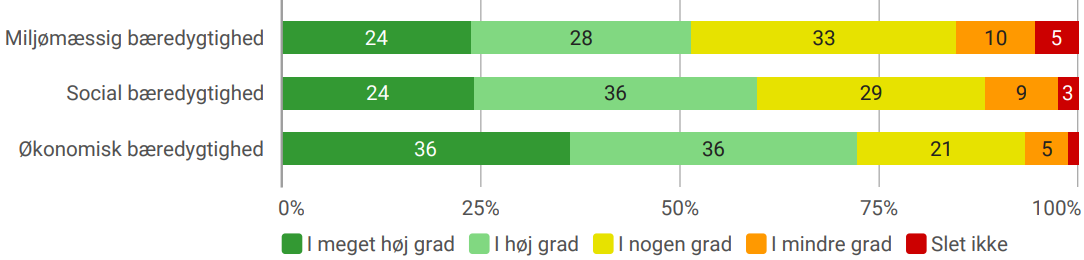 Miljømæssig bæredygtighed 24 28 33 10 5
Social bæredygtighed 24 36 29 9 3
Økonomisk bæredygtighed 36 36 21 5
0% 25% 50% 75% 100%
I meget høj grad I høj grad I nogen grad I mindre grad Slet ikke